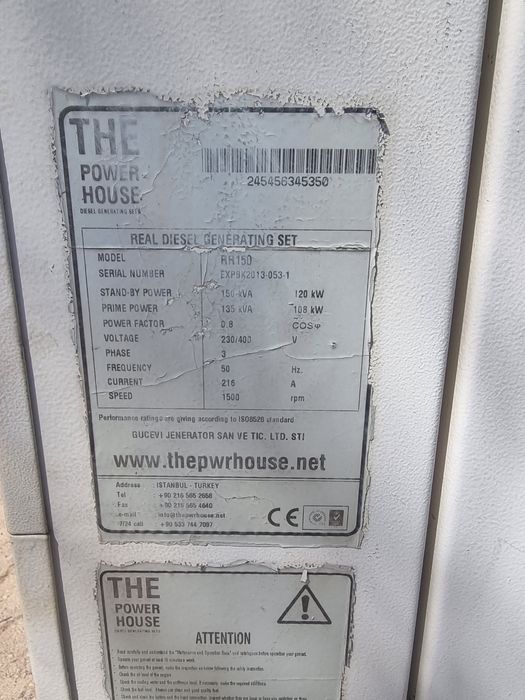 THE
POWER
HOUSE
DIESEL GENERATING SETS
245456345350
REAL DIESEL GENERATING SET
MODEL RR150
SERIAL NUMBER EXPBK2013-053-1
STAND-BY POWER 150 kVA 120 kW
PRIME POWER 135 kVA 108 kW
POWER FACTOR 0.8 COSφ
VOLTAGE 230/400 V
PHASE 3
FREQUENCY 50 Hz.
CURRENT 216 A
SPEED 1500 rpm
Performance ratings are giving according to ISO8528 standard
GUCEVI JENERATOR SAN VE TIC. LTD. STI
www.thepwrhouse.net
Address : ISTANBUL - TURKEY
Tel : +90 216 565 2658
Fax : +90 216 565 4640
e-mail : info@thepwrhouse.net
7/24 call : +90 533 744 7097
CE
THE
POWER
HOUSE
DIESEL GENERATING SETS
ATTENTION